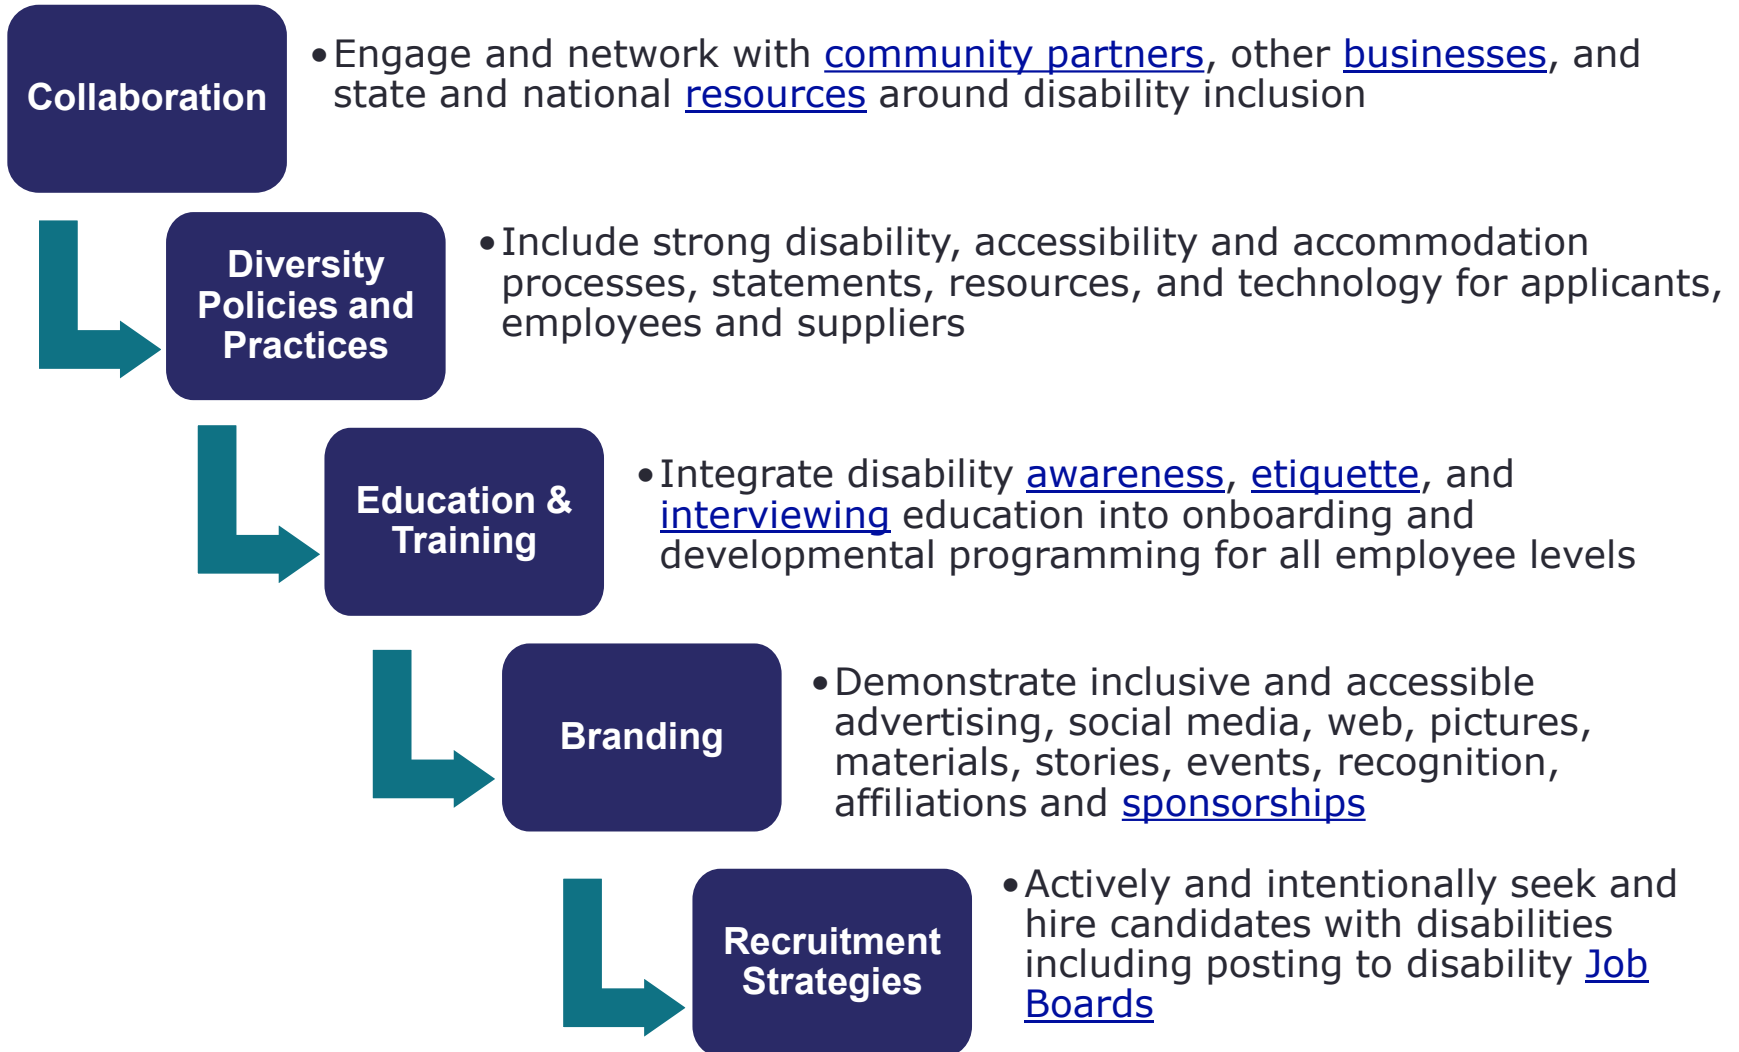 Collaboration
•Engage and network with community partners, other businesses, and
state and national resources around disability inclusion
Diversity
Policies and
Practices
•Include strong disability, accessibility and accommodation
processes, statements, resources, and technology for applicants,
employees and suppliers
Education &
Training
•Integrate disability awareness, etiquette, and
interviewing education into onboarding and
developmental programming for all employee levels
Branding
•Demonstrate inclusive and accessible
advertising, social media, web, pictures,
materials, stories, events, recognition,
affiliations and sponsorships
Recruitment
Strategies
•Actively and intentionally seek and
hire candidates with disabilities
including posting to disability Job
Boards